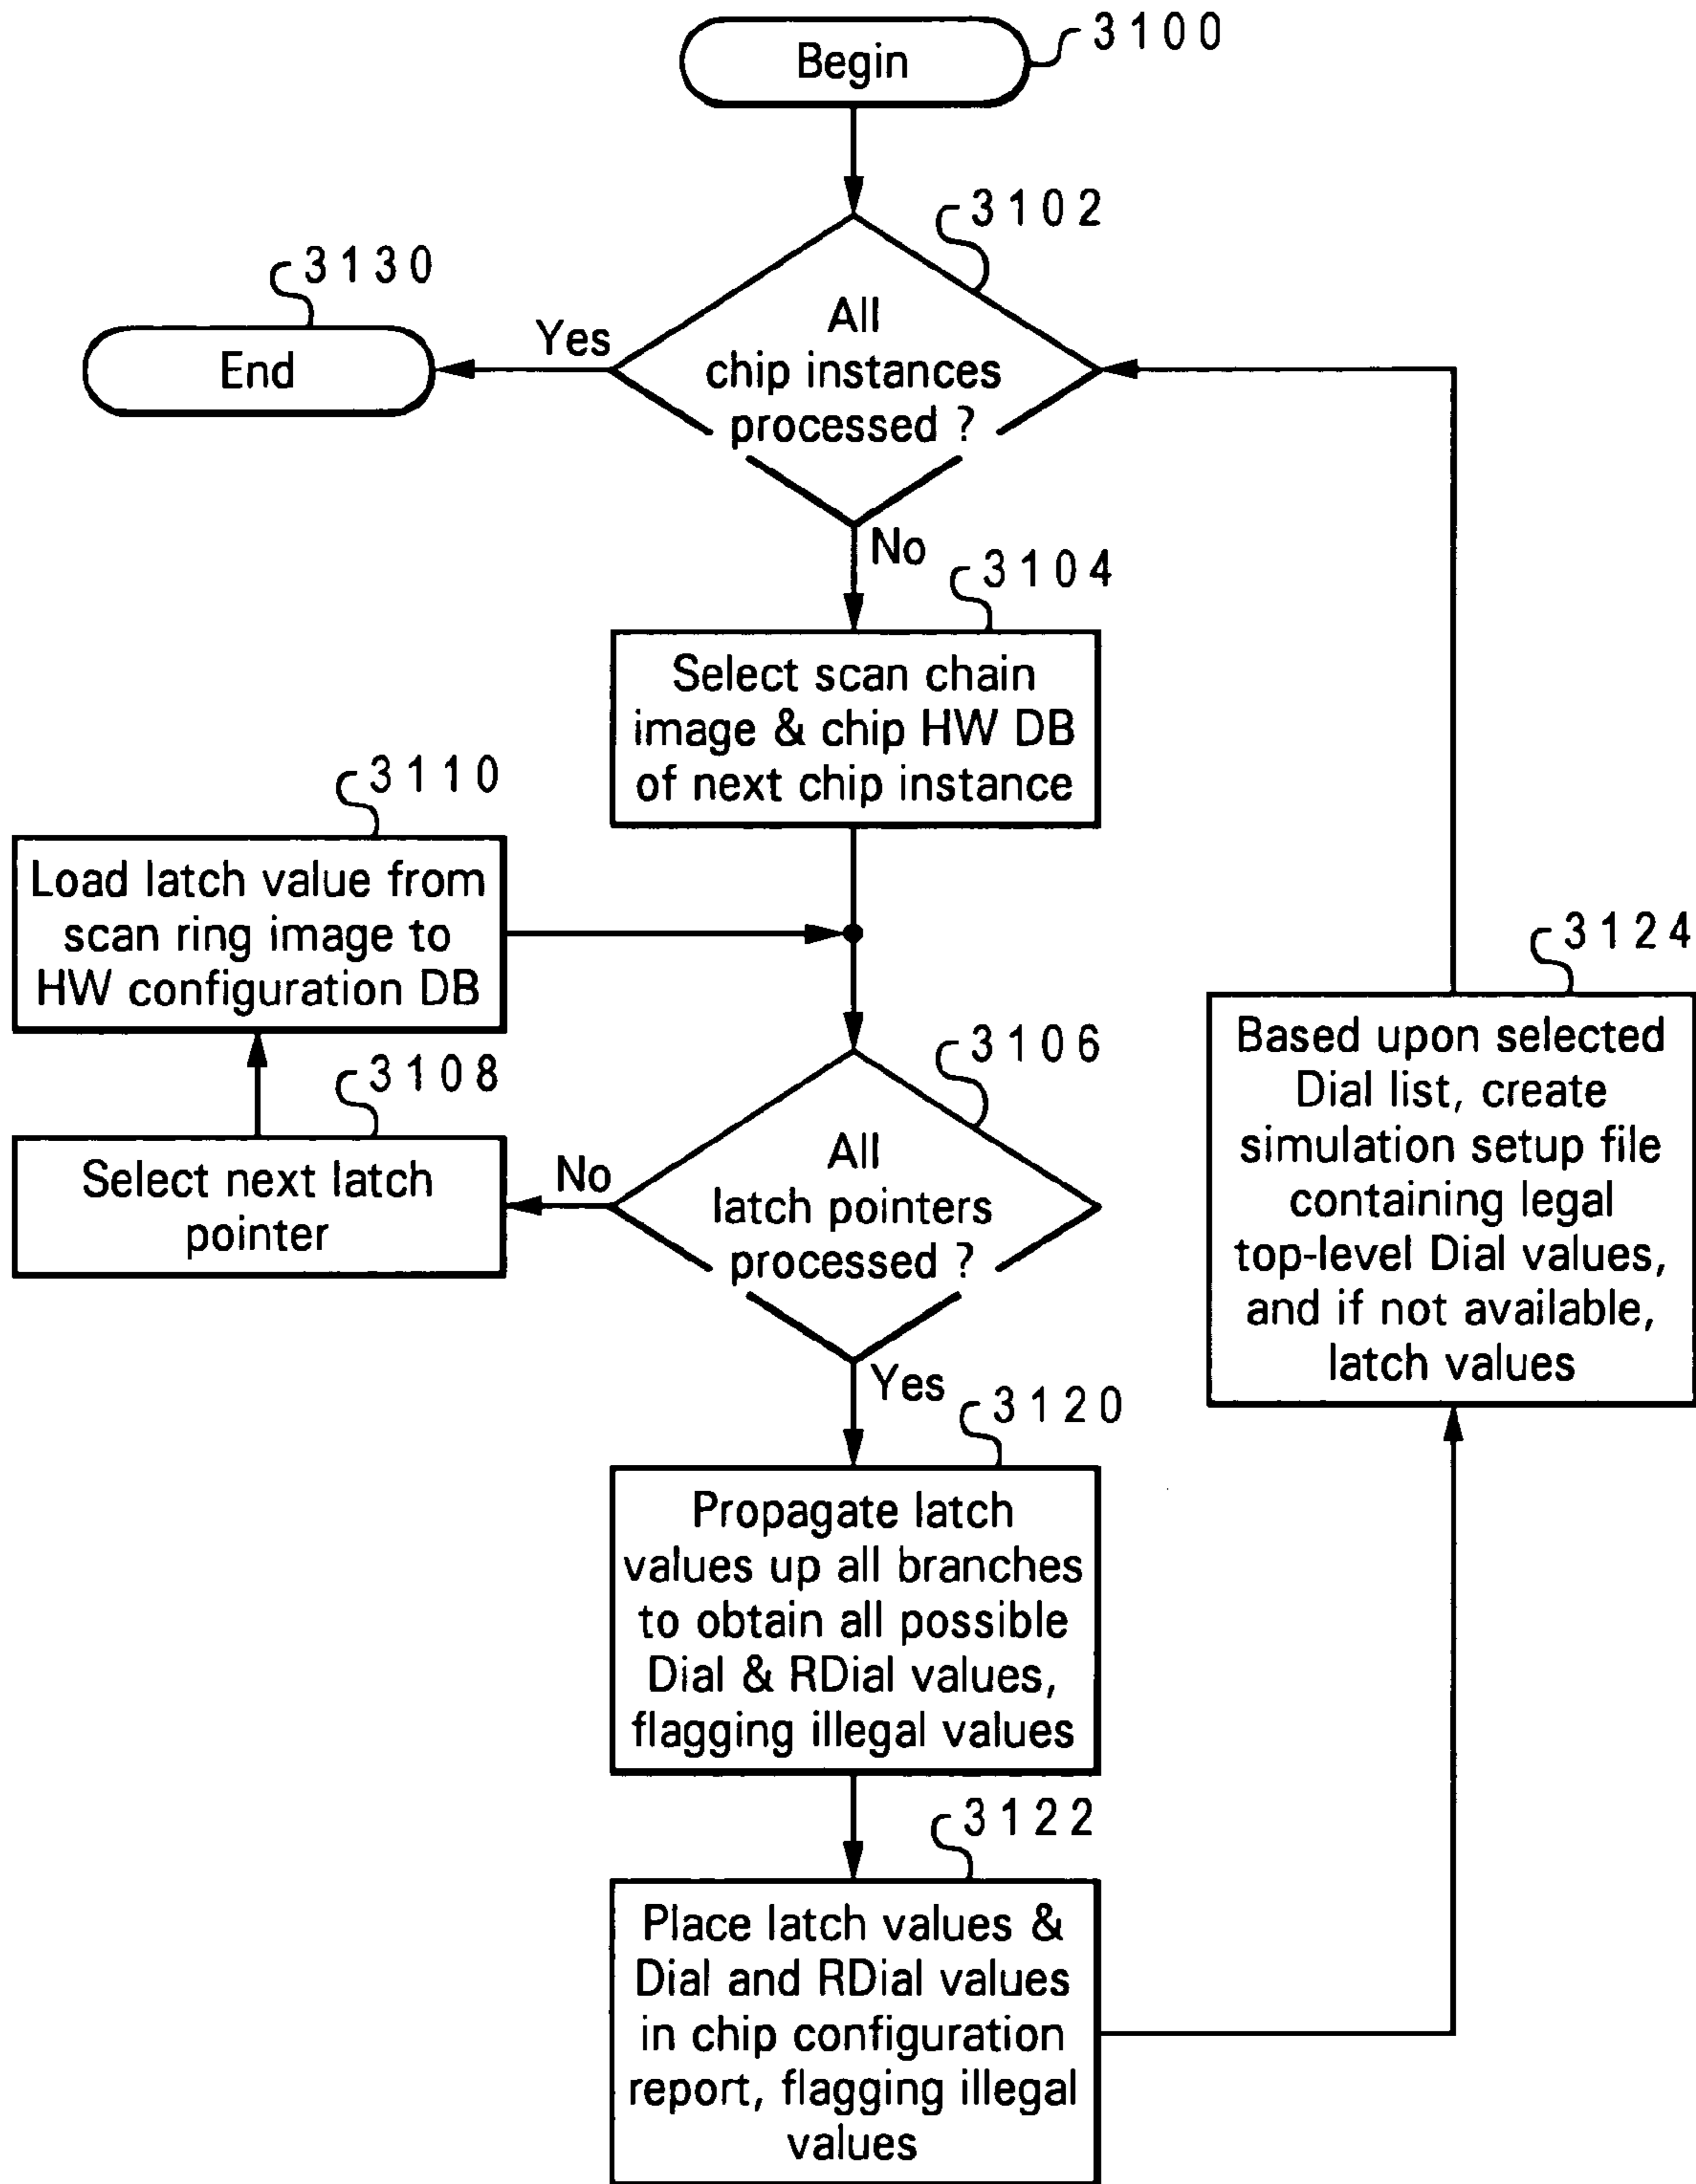 Begin
3100
3102
3130
All
chip instances
processed ?
Yes
End
No
3104
Select scan chain
image & chip HW DB
of next chip instance
3110
Load latch value from
scan ring image to
HW configuration DB
3108
Select next latch
pointer
3106
All
latch pointers
processed ?
No
Yes
3124
Based upon selected
Dial list, create
simulation setup file
containing legal
top-level Dial values,
and if not available,
latch values
3120
Propagate latch
values up all branches
to obtain all possible
Dial & RDial values,
flagging illegal values
3122
Place latch values &
Dial and RDial values
in chip configuration
report, flagging illegal
values